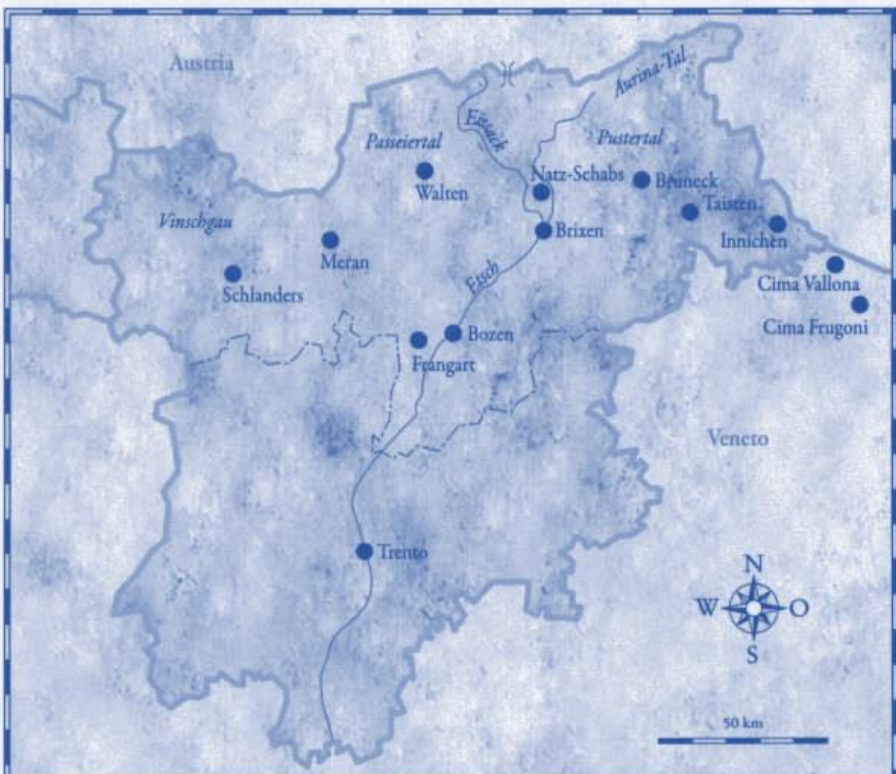 Austria
Aurina-Tal
Eisack
Passeiertal
Pustertal
Walten
Natz-Schabs
Bruneck
Taisten
Vinschgau
Brixen
Innichen
Meran
Etsch
Cima Vallona
Schlanders
Cima Frugoni
Bozen
Frangart
Veneto
Trento
N
W O
S
50 km